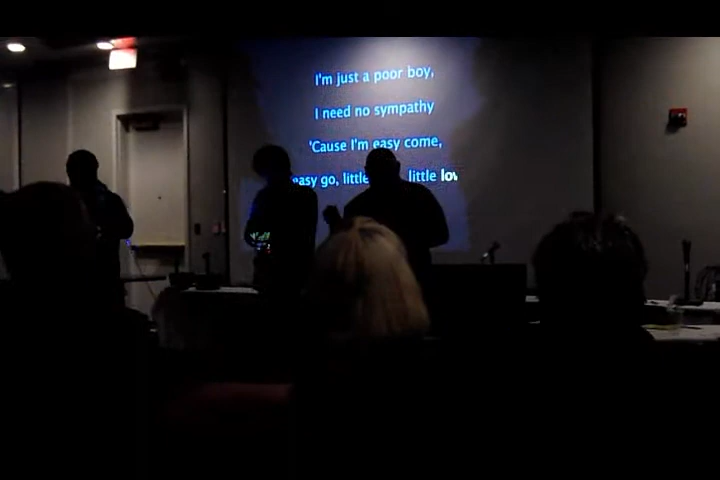 I'm just a poor boy,
I need no sympathy
'Cause I'm easy come,
easy go, little little low